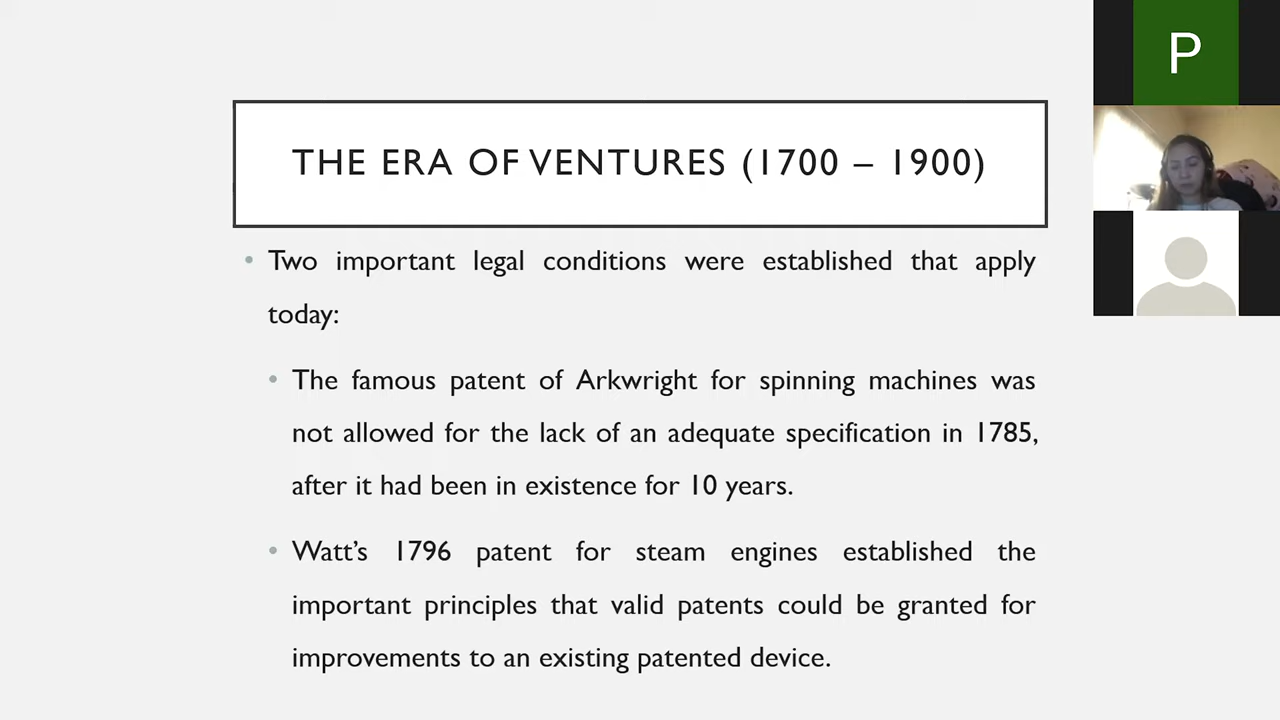 THE ERA OF VENTURES (1700 – 1900)
• Two important legal conditions were established that apply
today:
• The famous patent of Arkwright for spinning machines was
not allowed for the lack of an adequate specification in 1785,
after it had been in existence for 10 years.
• Watt’s 1796 patent for steam engines established the
important principles that valid patents could be granted for
improvements to an existing patented device.
P